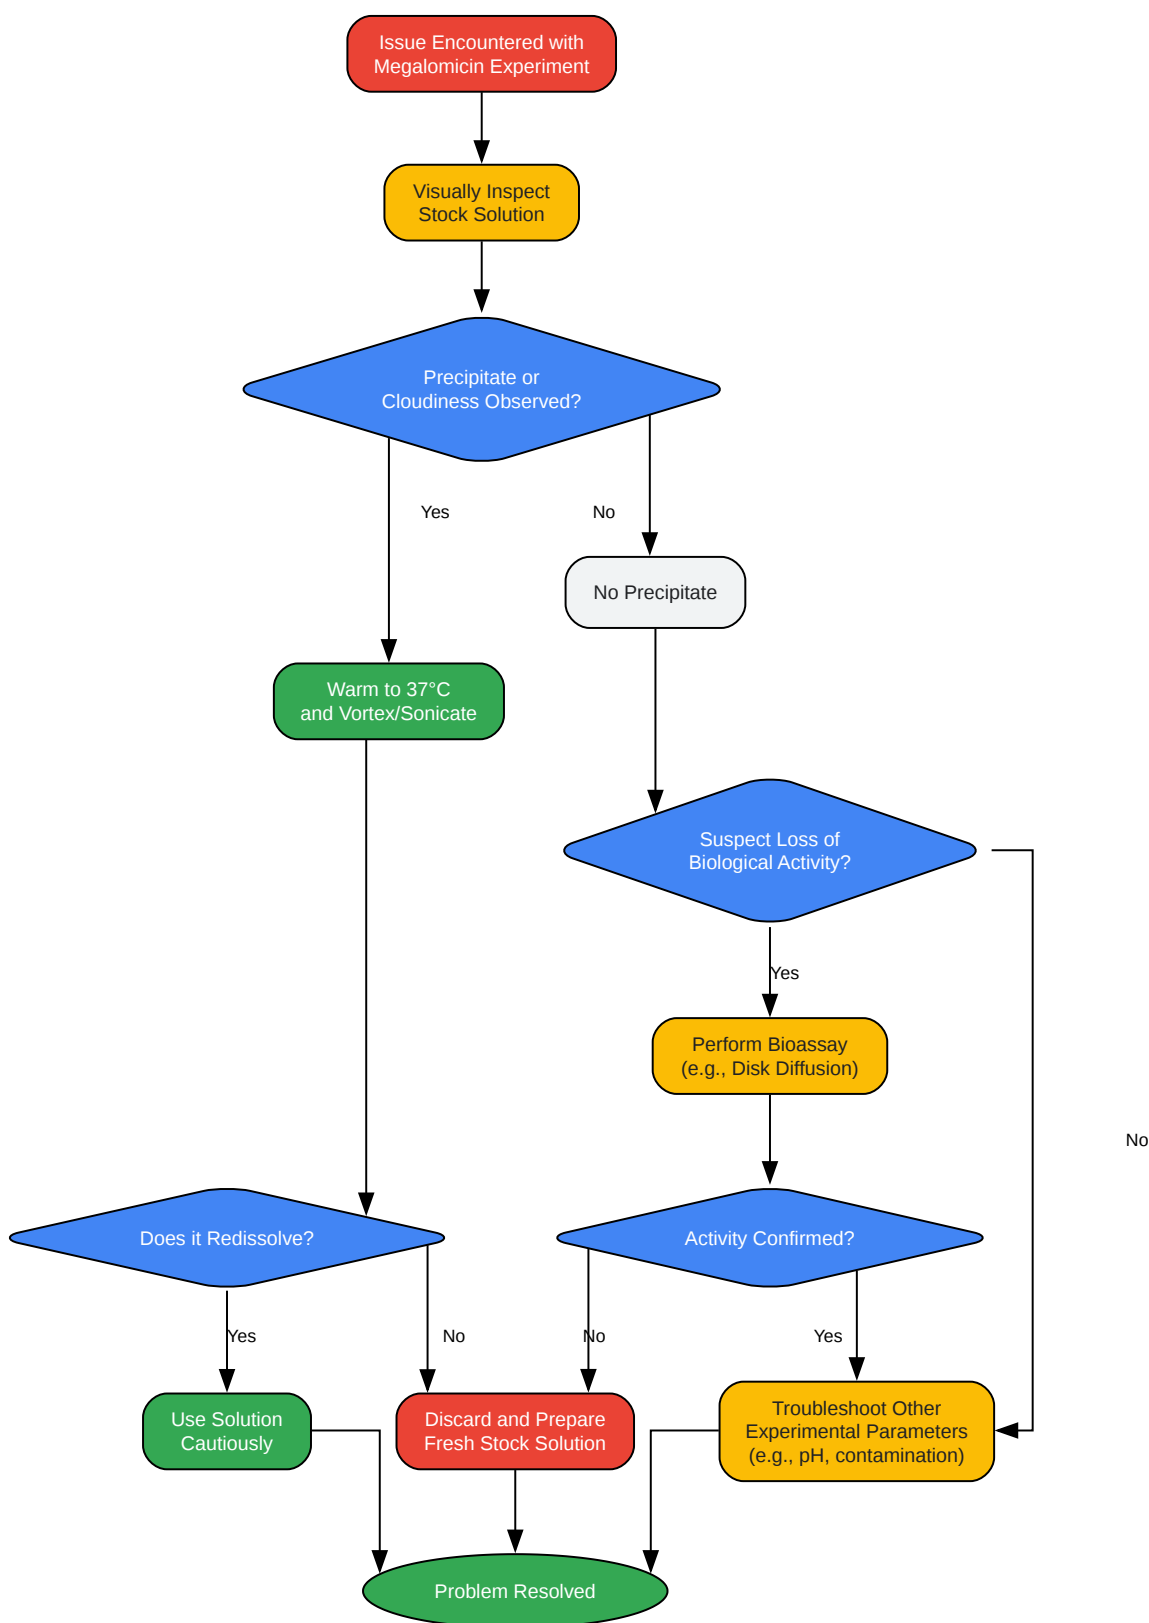 Issue Encountered with
Megalomicin Experiment
Visually Inspect
Stock Solution
Precipitate or
Cloudiness Observed?
Yes
No
No Precipitate
Warm to 37°C
and Vortex/Sonicate
Suspect Loss of
Biological Activity?
Yes
Perform Bioassay
(e.g., Disk Diffusion)
No
Does it Redissolve?
Activity Confirmed?
Yes
No
No
Yes
Use Solution
Cautiously
Discard and Prepare
Fresh Stock Solution
Troubleshoot Other
Experimental Parameters
(e.g., pH, contamination)
Problem Resolved